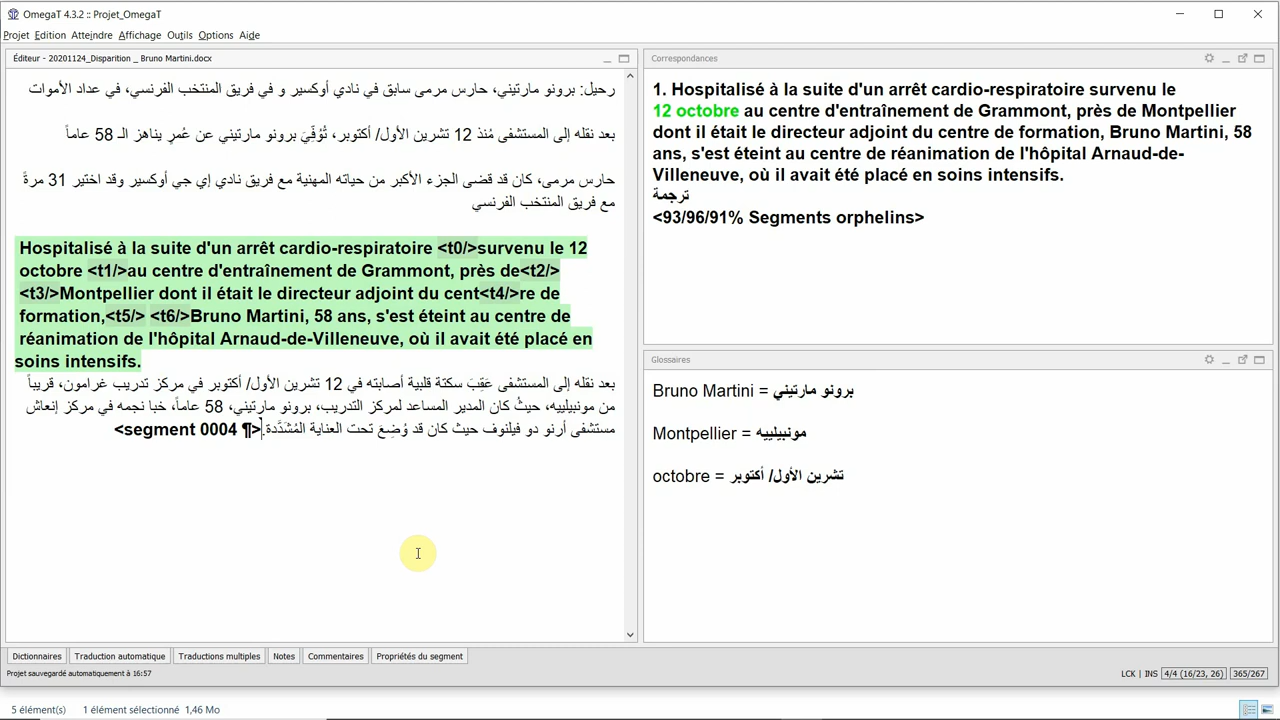 OmegaT 4.3.2 :: Projet_OmegaT
Projet Edition Atteindre Affichage Outils Options Aide
Éditeur - 20201124_Disparition _ Bruno Martini.docx
رحيل: برونو مارتيني، حارس مرمى سابق في نادي أوكسير و في فريق المنتخب الفرنسي، في عداد الأموات
بعد نقله إلى المستشفى مُنذ 12 تشرين الأول/ أكتوبر، تُوُفّيَ برونو مارتيني عن عُمرٍ يناهز الـ 58 عاماً
حارس مرمى، كان قد قضى الجزء الأكبر من حياته المهنية مع فريق نادي إي جي أوكسير وقد اختير 31 مرةً
مع فريق المنتخب الفرنسي
Hospitalisé à la suite d'un arrêt cardio-respiratoire <t0/>survenu le 12
octobre <t1/>au centre d'entraînement de Grammont, près de<t2/>
<t3/>Montpellier dont il était le directeur adjoint du cent<t4/>re de
formation,<t5/> <t6/>Bruno Martini, 58 ans, s'est éteint au centre de
réanimation de l'hôpital Arnaud-de-Villeneuve, où il avait été placé en
soins intensifs.
بعد نقله إلى المستشفى عَقِبَ سكتة قلبية أصابته في 12 تشرين الأول/ أكتوبر في مركز تدريب غرامون، قريباً
من مونبيلييه، حيثُ كان المدير المساعد لمركز التدريب، برونو مارتيني، 58 عاماً، خبا نجمه في مركز إنعاش
مستشفى أرنو دو فيلنوف حيث كان قد وُضِعَ تحت العناية المُشَدَّدة.<segment 0004 ¶>
Correspondances
1. Hospitalisé à la suite d'un arrêt cardio-respiratoire survenu le
12 octobre au centre d'entraînement de Grammont, près de Montpellier
dont il était le directeur adjoint du centre de formation, Bruno Martini, 58
ans, s'est éteint au centre de réanimation de l'hôpital Arnaud-de-
Villeneuve, où il avait été placé en soins intensifs.
ترجمة
<93/96/91% Segments orphelins>
Glossaires
Bruno Martini = برونو مارتيني
Montpellier = مونبيلييه
octobre = تشرين الأول/ أكتوبر
Dictionnaires Traduction automatique Traductions multiples Notes Commentaires Propriétés du segment
Projet sauvegardé automatiquement à 16:57
LCK | INS 4/4 (16/23, 26) 365/267
5 élément(s) 1 élément sélectionné 1,46 Mo